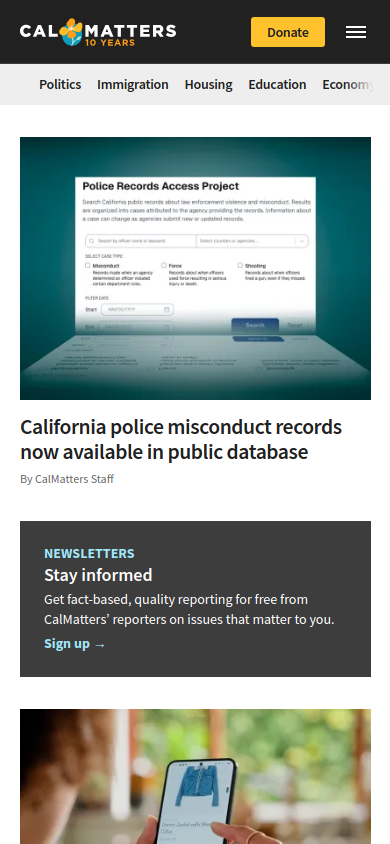 CALMATTERS
10 YEARS
Donate
Politics Immigration Housing Education Economy
Police Records Access Project
Search California public records about law enforcement violence and misconduct. Results
are organized into cases attributed to the agency providing the records. Information about
a case can change as agencies submit new or updated records.
Search by officer name or keyword Select counties or agencies...
SELECT CASE TYPE
Misconduct Force Shooting
Records made when an agency Records about when officers Records about when officers
determined an officer violated used force resulting in serious fired a gun, even if they missed.
certain department rules. injury or death.
FILTER DATE
Start MM/DD/YYYY
End
Search Reset
California police misconduct records
now available in public database
By CalMatters Staff
NEWSLETTERS
Stay informed
Get fact-based, quality reporting for free from
CalMatters’ reporters on issues that matter to you.
Sign up →